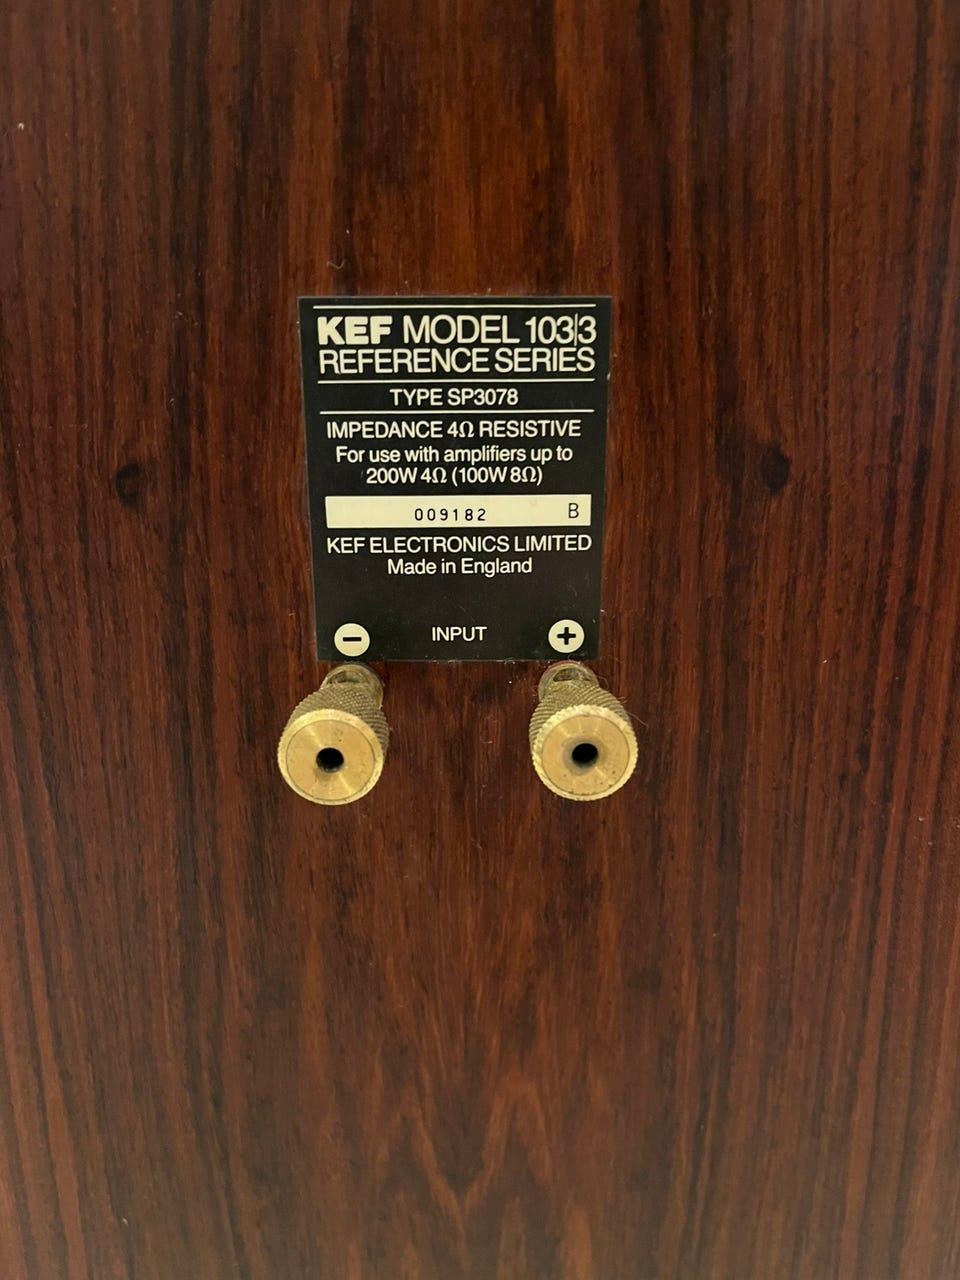 KEF MODEL 103/3
REFERENCE SERIES
TYPE SP3078
IMPEDANCE 4Ω RESISTIVE
For use with amplifiers up to
200W 4Ω (100W 8Ω)
009182 B
KEF ELECTRONICS LIMITED
Made in England
− INPUT +